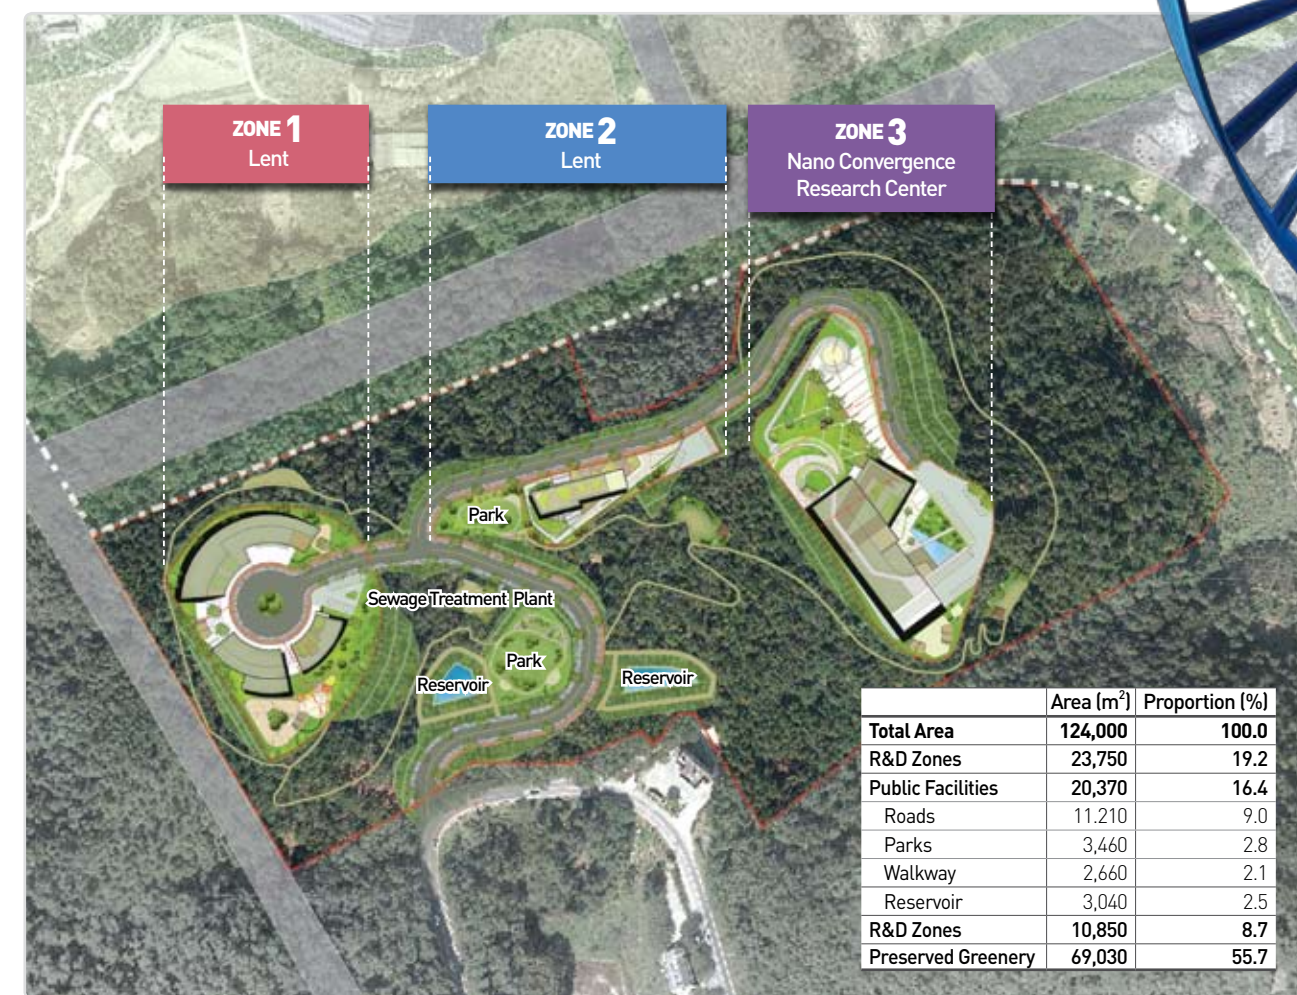 ZONE 1
Lent
ZONE 2
Lent
ZONE 3
Nano Convergence
Research Center
Park
Sewage Treatment Plant
Park
Reservoir
Reservoir
Area (m²) Proportion (%)
Total Area 124,000 100.0
R&D Zones 23,750 19.2
Public Facilities 20,370 16.4
Roads 11.210 9.0
Parks 3,460 2.8
Walkway 2,660 2.1
Reservoir 3,040 2.5
R&D Zones 10,850 8.7
Preserved Greenery 69,030 55.7